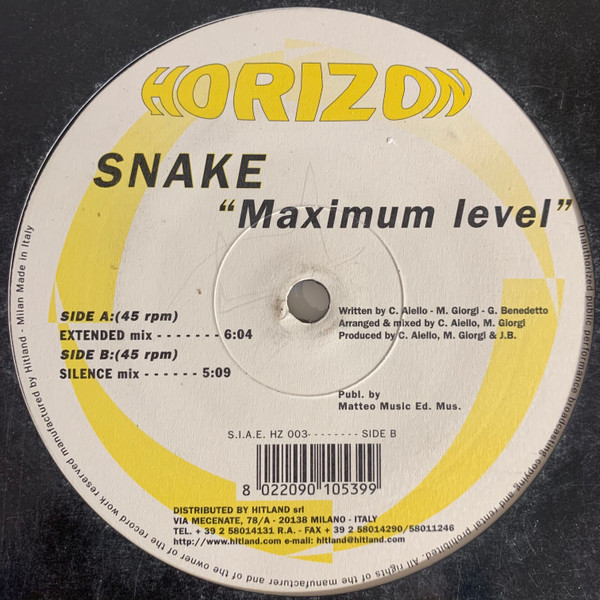 HORIZON
SNAKE
"Maximum level"
SIDE A:(45 rpm)
EXTENDED mix - - - - - - - 6:04
SIDE B:(45 rpm)
SILENCE mix - - - - - - 5:09
Written by C. Aiello - M. Giorgi - G. Benedetto
Arranged & mixed by C. Aiello, M. Giorgi
Produced by C. Aiello, M. Giorgi & J.B.
Publ. by
Matteo Music Ed. Mus.
S.I.A.E. HZ 003- - - - - - - - SIDE B
8 022090 105399
DISTRIBUTED BY HITLAND srl
VIA MECENATE, 78/A - 20138 MILANO - ITALY
TEL. + 39 2 58014131 R.A. - FAX + 39 2 58014290/58011246
http://www.hitland.com e-mail: hitland@hitland.com
Unauthorized public performance broadcasting copying and rental prohibited. All rights of the manufacturer and of the owner of the record work reserved manufactured by Hitland - Milan Made in Italy